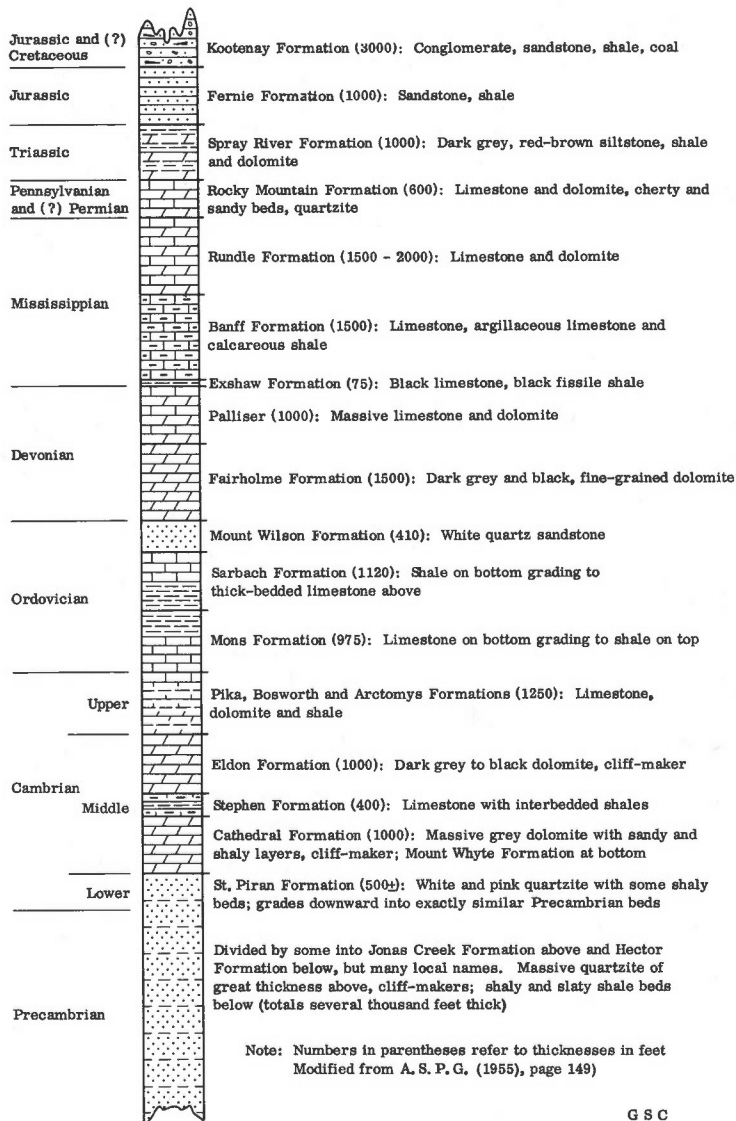 Jurassic and (?)
Cretaceous
Kootenay Formation (3000): Conglomerate, sandstone, shale, coal
Jurassic
Fernie Formation (1000): Sandstone, shale
Triassic
Spray River Formation (1000): Dark grey, red-brown siltstone, shale
and dolomite
Pennsylvanian
and (?) Permian
Rocky Mountain Formation (600): Limestone and dolomite, cherty and
sandy beds, quartzite
Mississippian
Rundle Formation (1500 - 2000): Limestone and dolomite
Banff Formation (1500): Limestone, argillaceous limestone and
calcareous shale
Exshaw Formation (75): Black limestone, black fissile shale
Devonian
Palliser (1000): Massive limestone and dolomite
Fairholme Formation (1500): Dark grey and black, fine-grained dolomite
Ordovician
Mount Wilson Formation (410): White quartz sandstone
Sarbach Formation (1120): Shale on bottom grading to
thick-bedded limestone above
Mons Formation (975): Limestone on bottom grading to shale on top
Upper
Pika, Bosworth and Arctomys Formations (1250): Limestone,
dolomite and shale
Cambrian
Eldon Formation (1000): Dark grey to black dolomite, cliff-maker
Middle
Stephen Formation (400): Limestone with interbedded shales
Cathedral Formation (1000): Massive grey dolomite with sandy and
shaly layers, cliff-maker; Mount Whyte Formation at bottom
Lower
St. Piran Formation (500±): White and pink quartzite with some shaly
beds; grades downward into exactly similar Precambrian beds
Precambrian
Divided by some into Jonas Creek Formation above and Hector
Formation below, but many local names. Massive quartzite of
great thickness above, cliff-makers; shaly and slaty shale beds
below (totals several thousand feet thick)
Note: Numbers in parentheses refer to thicknesses in feet
Modified from A. S. P. G. (1955), page 149)
G S C